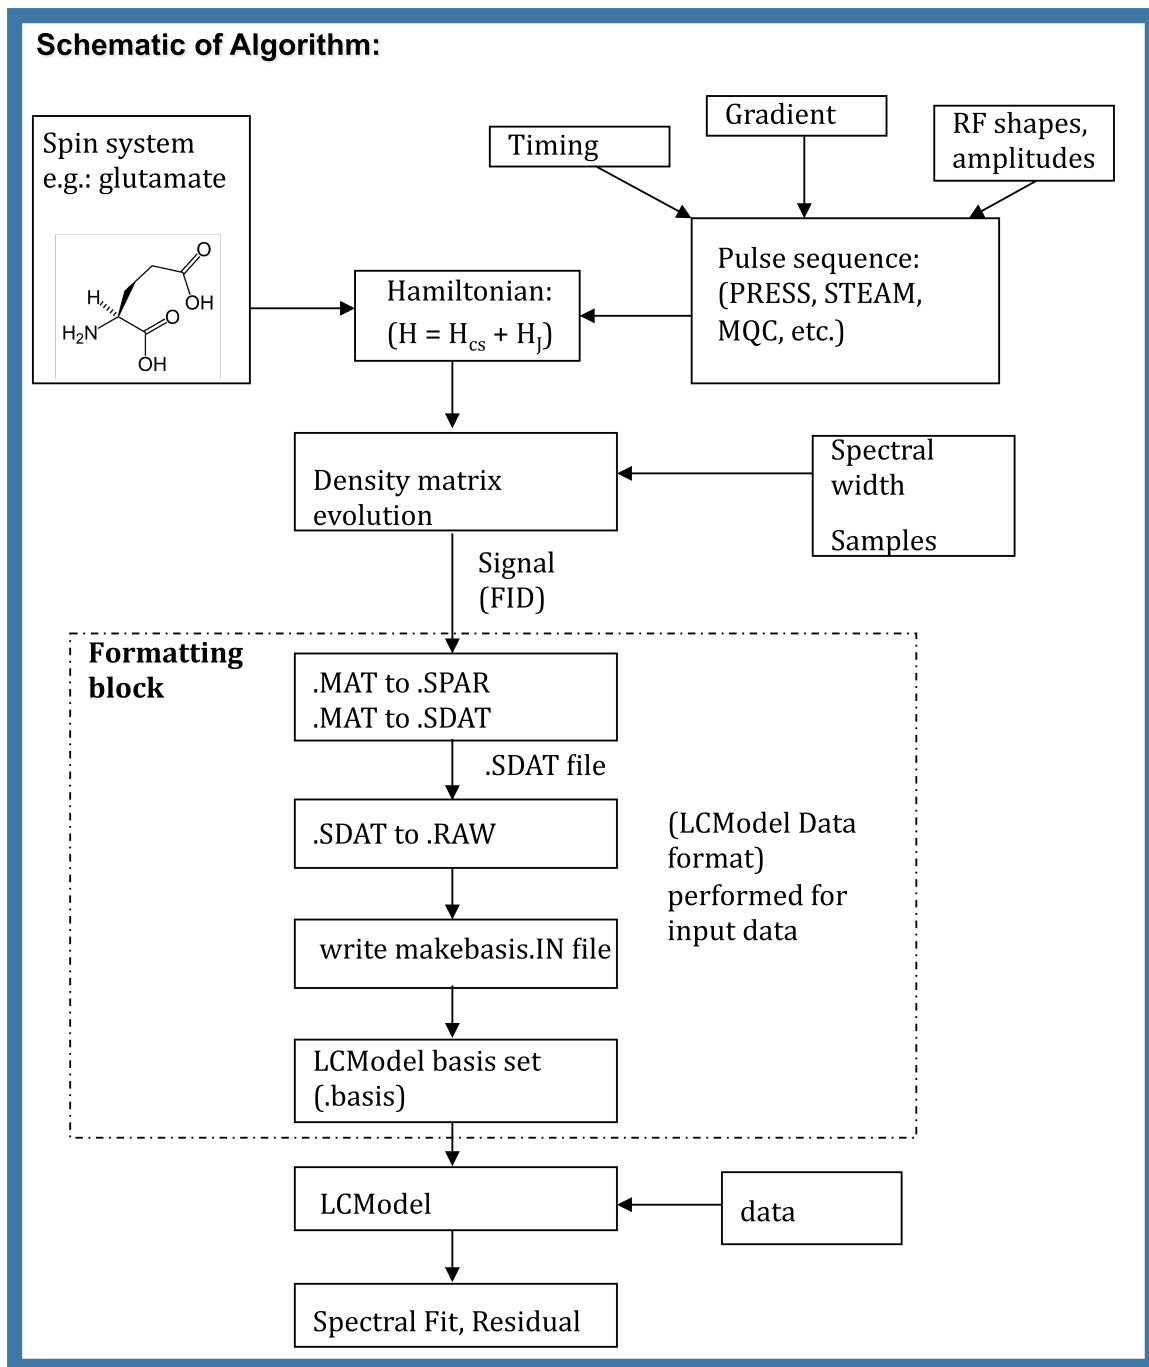 Schematic of Algorithm:
Spin system
e.g.: glutamate
O
OH
H
H₂N
O
OH
Timing
Gradient
RF shapes,
amplitudes
Pulse sequence:
(PRESS, STEAM,
MQC, etc.)
Hamiltonian:
(H = H_cs + H_J)
Density matrix
evolution
Spectral
width
Samples
Signal
(FID)
Formatting
block
.MAT to .SPAR
.MAT to .SDAT
.SDAT file
.SDAT to .RAW
(LCModel Data
format)
performed for
input data
write makebasis.IN file
LCModel basis set
(.basis)
LCModel
data
Spectral Fit, Residual